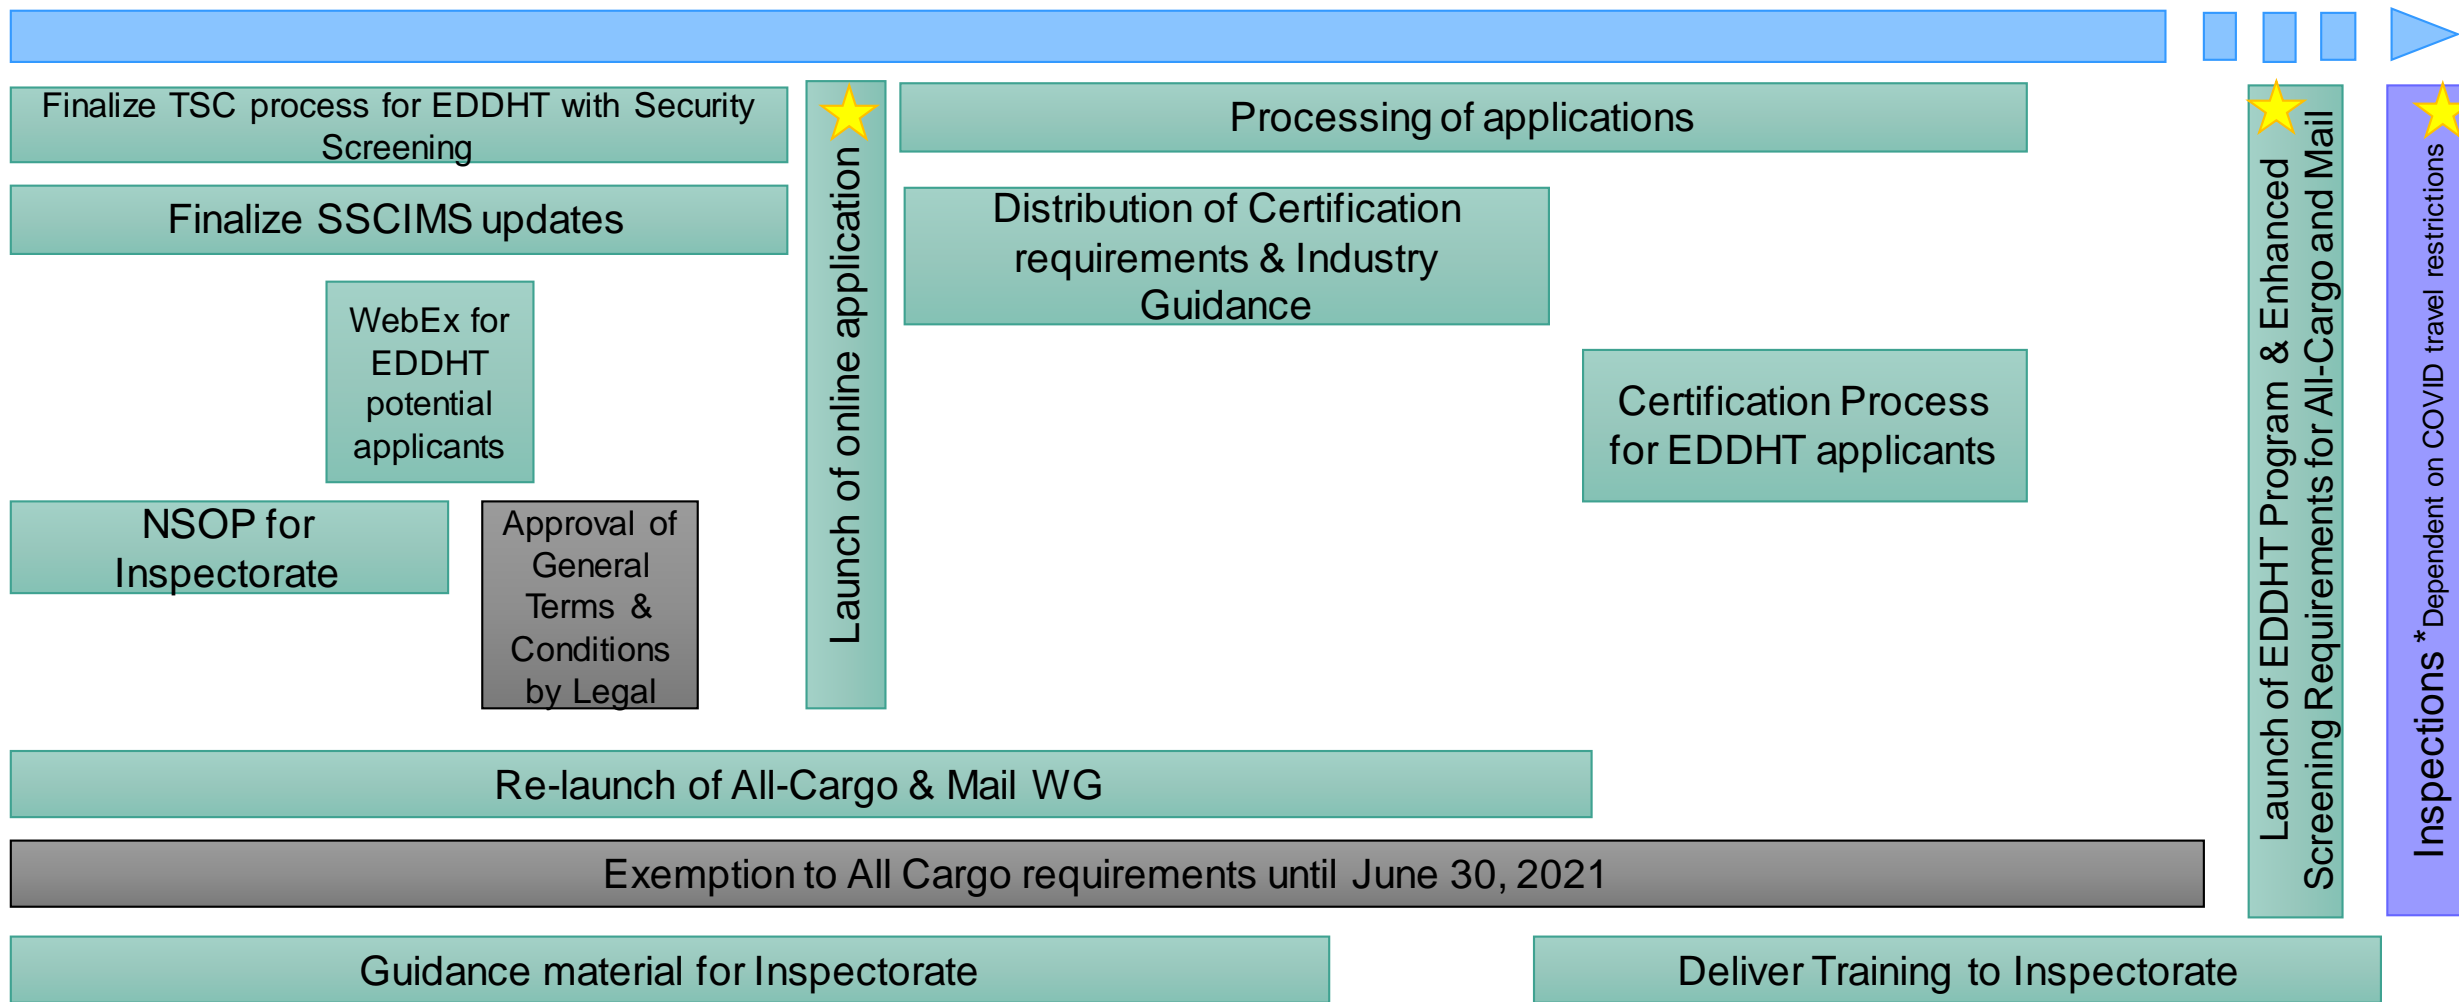 Finalize TSC process for EDDHT with Security
Screening
Finalize SSCIMS updates
WebEx for
EDDHT
potential
applicants
NSOP for
Inspectorate
Approval of
General
Terms &
Conditions
by Legal
Launch of online application
Processing of applications
Distribution of Certification
requirements & Industry
Guidance
Certification Process
for EDDHT applicants
Launch of EDDHT Program & Enhanced
Screening Requirements for All-Cargo and Mail
Inspections *Dependent on COVID travel restrictions
Re-launch of All-Cargo & Mail WG
Exemption to All Cargo requirements until June 30, 2021
Guidance material for Inspectorate
Deliver Training to Inspectorate